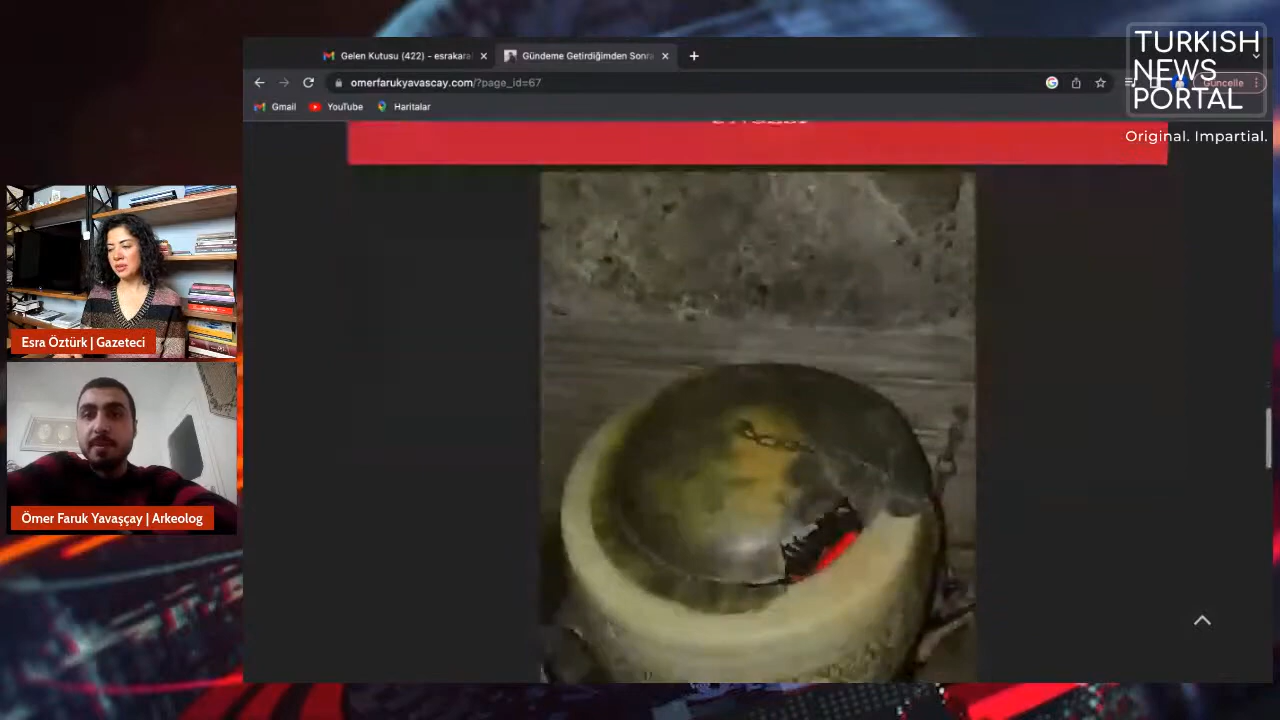 Gelen Kutusu (422) - esrakara
Gündeme Getirdiğimden Sonra
omerfarukyavascay.com/?page_id=67
Güncelle
Gmail
YouTube
Haritalar
TURKISH
NEWS
PORTAL
Original. Impartial.
Esra Öztürk | Gazeteci
Ömer Faruk Yavaşçay | Arkeolog